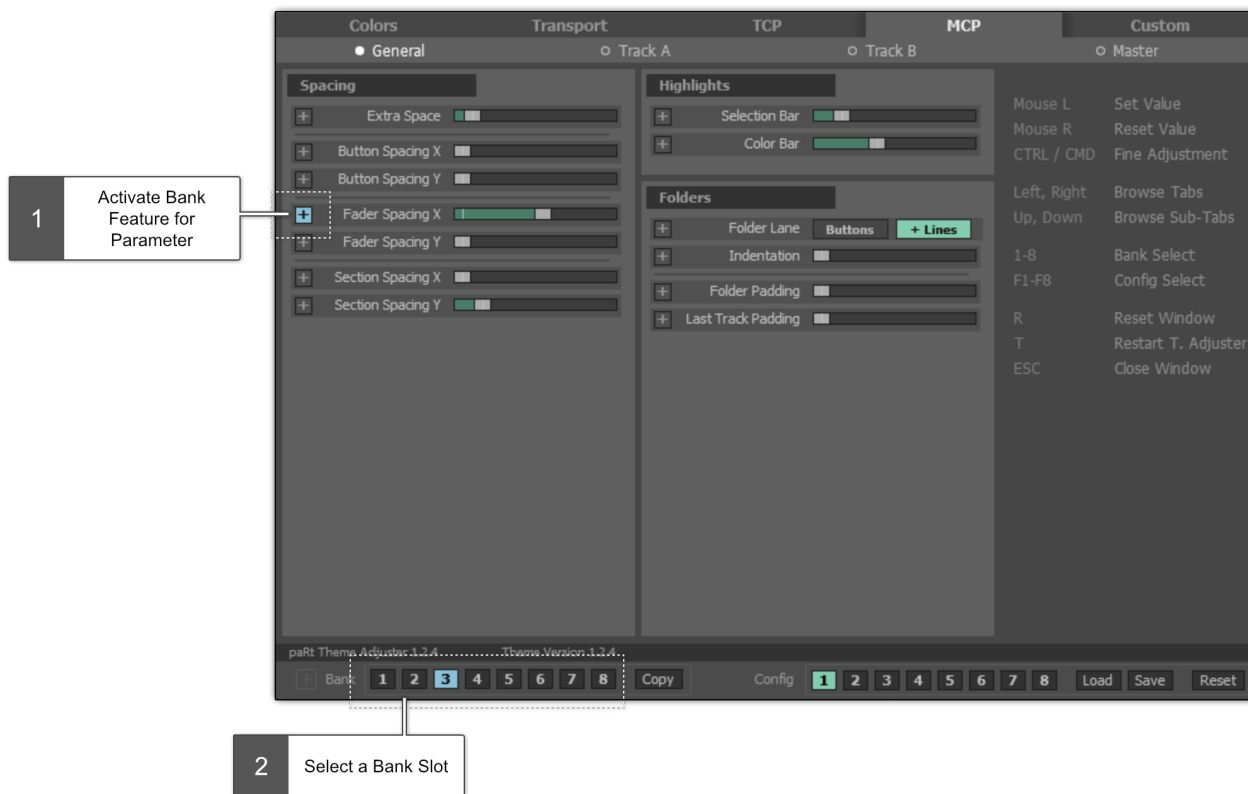 Colors Transport TCP MCP Custom
General Track A Track B Master
Spacing
Extra Space
Button Spacing X
Button Spacing Y
Fader Spacing X
Fader Spacing Y
Section Spacing X
Section Spacing Y
Highlights
Selection Bar
Color Bar
Folders
Folder Lane Buttons + Lines
Indentation
Folder Padding
Last Track Padding
Mouse L Set Value
Mouse R Reset Value
CTRL / CMD Fine Adjustment
Left, Right Browse Tabs
Up, Down Browse Sub-Tabs
1-8 Bank Select
F1-F8 Config Select
R Reset Window
T Restart T. Adjuster
ESC Close Window
1
Activate Bank
Feature for
Parameter
paRt Theme Adjuster 1.2.4 Theme Version 1.2.4
Bank 1 2 3 4 5 6 7 8 Copy Config 1 2 3 4 5 6 7 8 Load Save Reset
2 Select a Bank Slot